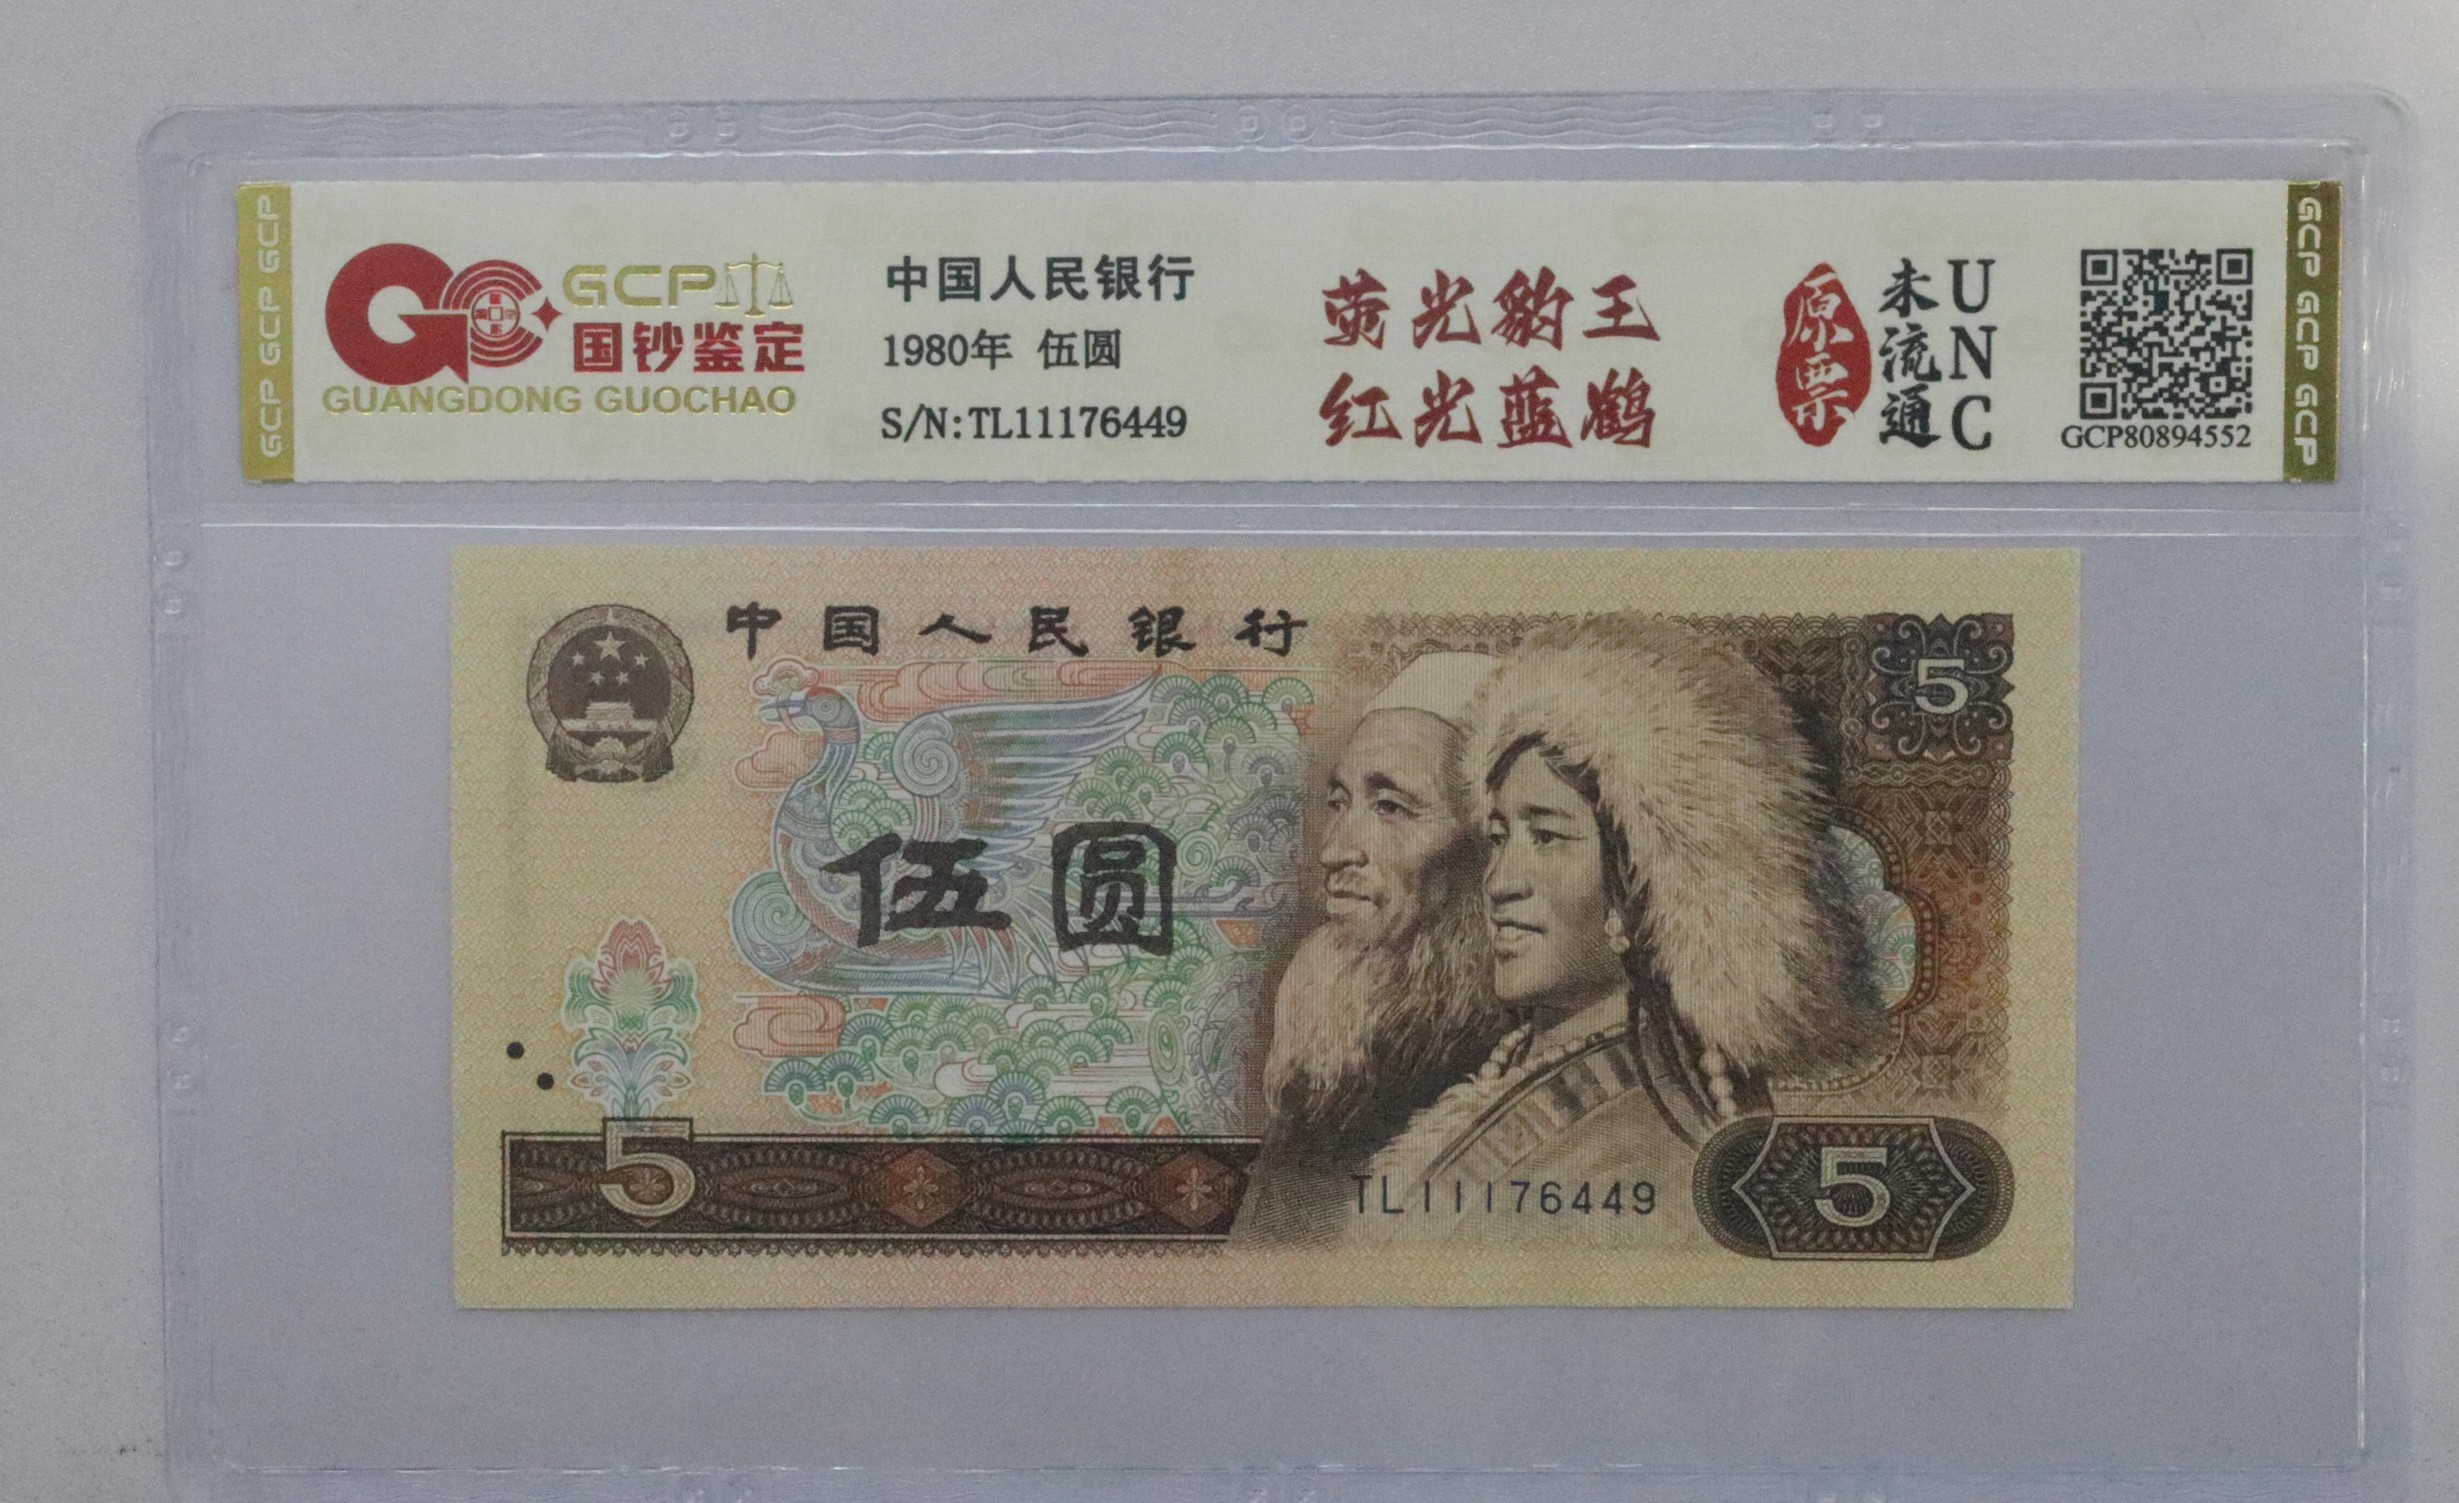 GCP GCP GCP
GCP
国钞鉴定
GUANGDONG GUOCHAO
中国人民银行
1980年 伍圆
S/N:TL11176449
荧光豹王
红光蓝鹤
原票
未流通
UNC
GCP80894552
GCP GCP GCP
中国人民银行
5
伍圆
5
TL11176449
5